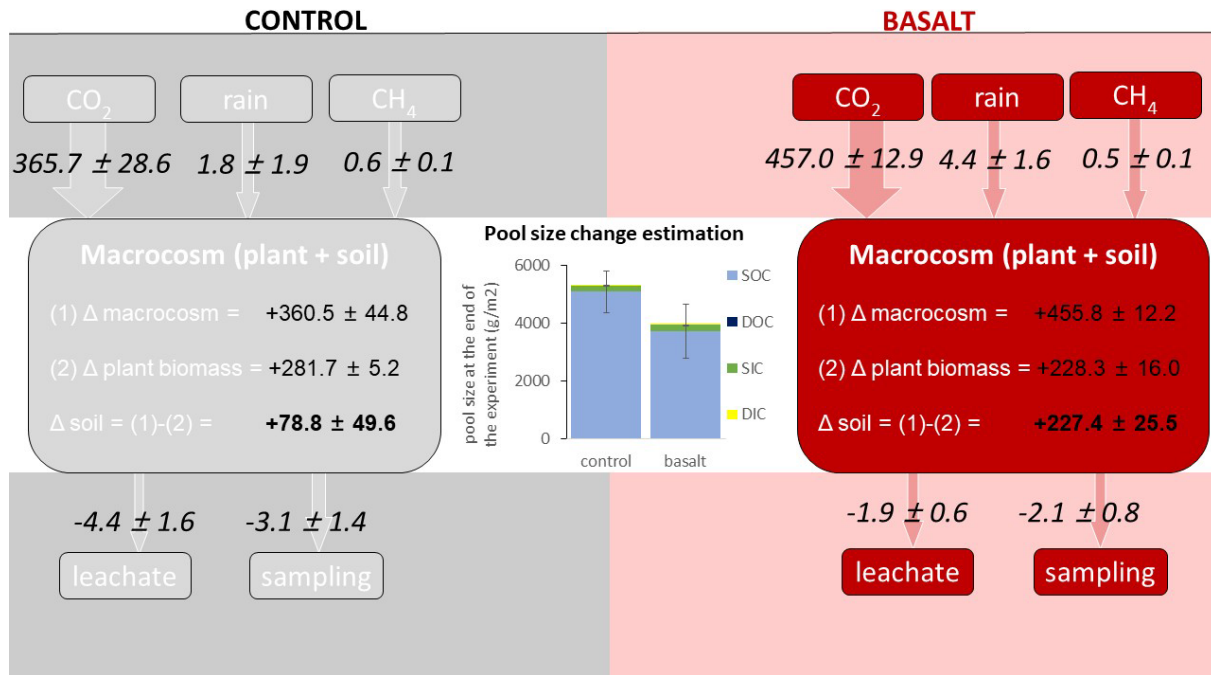 CONTROL
BASALT
CO2
rain
CH4
365.7 ± 28.6
1.8 ± 1.9
0.6 ± 0.1
CO2
rain
CH4
457.0 ± 12.9
4.4 ± 1.6
0.5 ± 0.1
Macrocosm (plant + soil)
(1) Δ macrocosm = +360.5 ± 44.8
(2) Δ plant biomass = +281.7 ± 5.2
Δ soil = (1)-(2) = +78.8 ± 49.6
Pool size change estimation
pool size at the end of
the experiment (g/m2)
6000
4000
2000
0
control
basalt
SOC
DOC
SIC
DIC
Macrocosm (plant + soil)
(1) Δ macrocosm = +455.8 ± 12.2
(2) Δ plant biomass = +228.3 ± 16.0
Δ soil = (1)-(2) = +227.4 ± 25.5
-4.4 ± 1.6
-3.1 ± 1.4
leachate
sampling
-1.9 ± 0.6
-2.1 ± 0.8
leachate
sampling